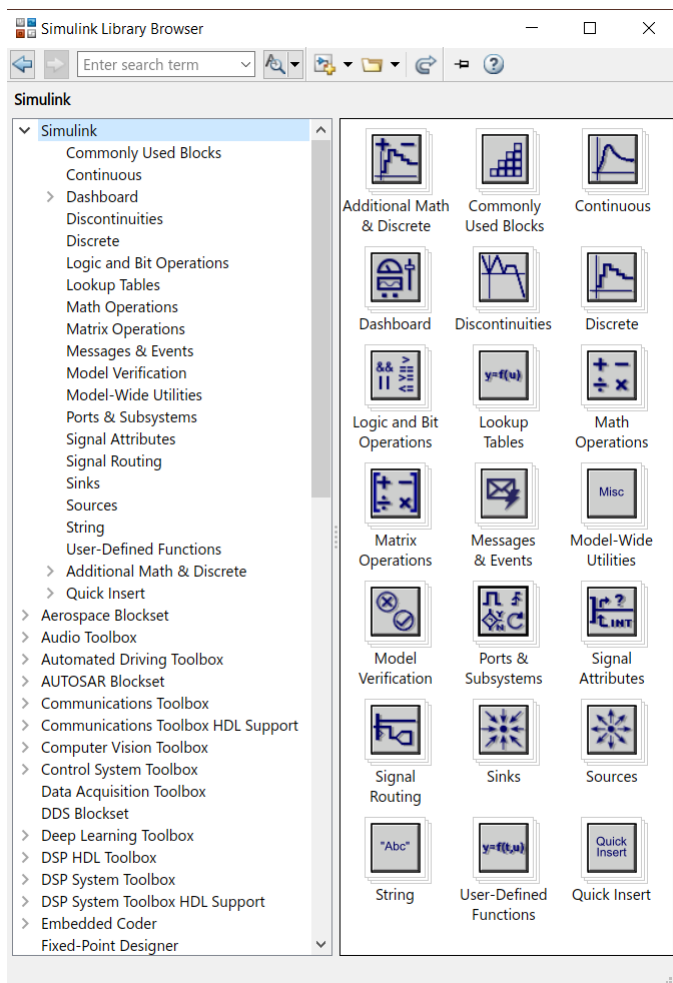 Simulink Library Browser
Enter search term
Simulink
Simulink
Commonly Used Blocks
Continuous
Dashboard
Discontinuities
Discrete
Logic and Bit Operations
Lookup Tables
Math Operations
Matrix Operations
Messages & Events
Model Verification
Model-Wide Utilities
Ports & Subsystems
Signal Attributes
Signal Routing
Sinks
Sources
String
User-Defined Functions
Additional Math & Discrete
Quick Insert
Aerospace Blockset
Audio Toolbox
Automated Driving Toolbox
AUTOSAR Blockset
Communications Toolbox
Communications Toolbox HDL Support
Computer Vision Toolbox
Control System Toolbox
Data Acquisition Toolbox
DDS Blockset
Deep Learning Toolbox
DSP HDL Toolbox
DSP System Toolbox
DSP System Toolbox HDL Support
Embedded Coder
Fixed-Point Designer
Additional Math
& Discrete
Commonly
Used Blocks
Continuous
Dashboard
Discontinuities
Discrete
&& >
==
|| >=
<=
Logic and Bit
Operations
y=f(u)
Lookup
Tables
+ −
÷ ×
Math
Operations
[+ −
÷ ×]
Matrix
Operations
Messages
& Events
Misc
Model-Wide
Utilities
Model
Verification
Y
N
Ports &
Subsystems
?
INT
Signal
Attributes
Signal
Routing
Sinks
Sources
"Abc"
String
y=f(t,u)
User-Defined
Functions
Quick
Insert
Quick Insert